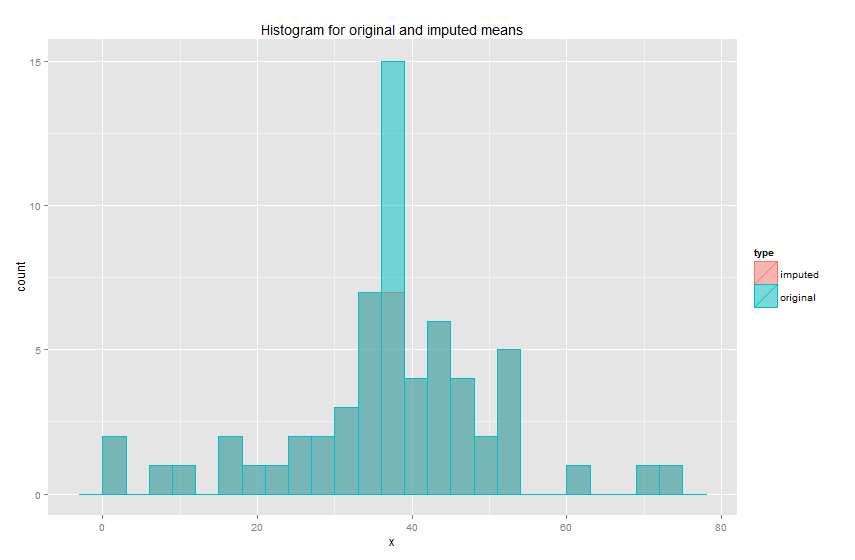 Histogram for original and imputed means
15
10
5
0
count
0 20 40 60 80
x
type
imputed
original